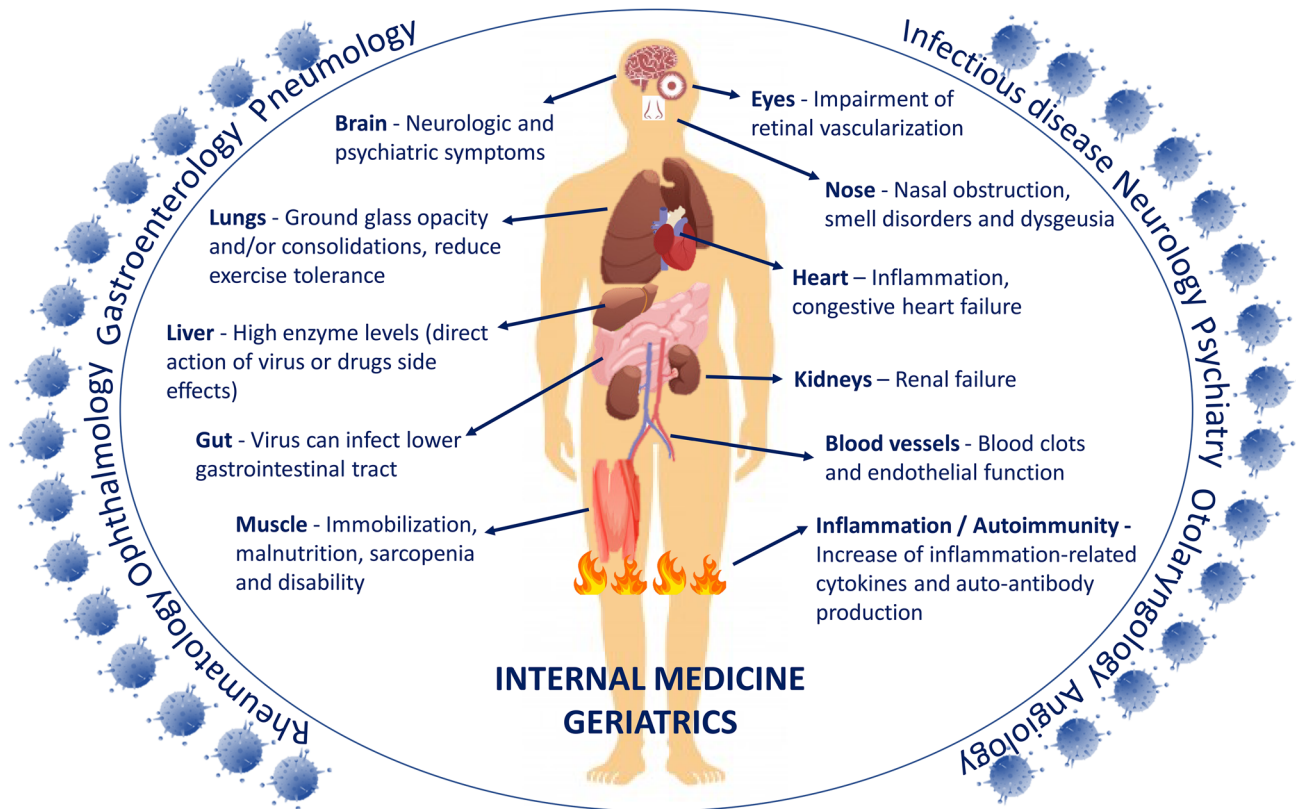 Pneumology
Gastroenterology
Ophthalmology
Rheumatology
Infectious disease
Neurology
Psychiatry
Otolaryngology
Angiology
Brain - Neurologic and
psychiatric symptoms
Lungs - Ground glass opacity
and/or consolidations, reduce
exercise tolerance
Liver - High enzyme levels (direct
action of virus or drugs side
effects)
Gut - Virus can infect lower
gastrointestinal tract
Muscle - Immobilization,
malnutrition, sarcopenia
and disability
Eyes - Impairment of
retinal vascularization
Nose - Nasal obstruction,
smell disorders and dysgeusia
Heart – Inflammation,
congestive heart failure
Kidneys – Renal failure
Blood vessels - Blood clots
and endothelial function
Inflammation / Autoimmunity -
Increase of inflammation-related
cytokines and auto-antibody
production
INTERNAL MEDICINE
GERIATRICS